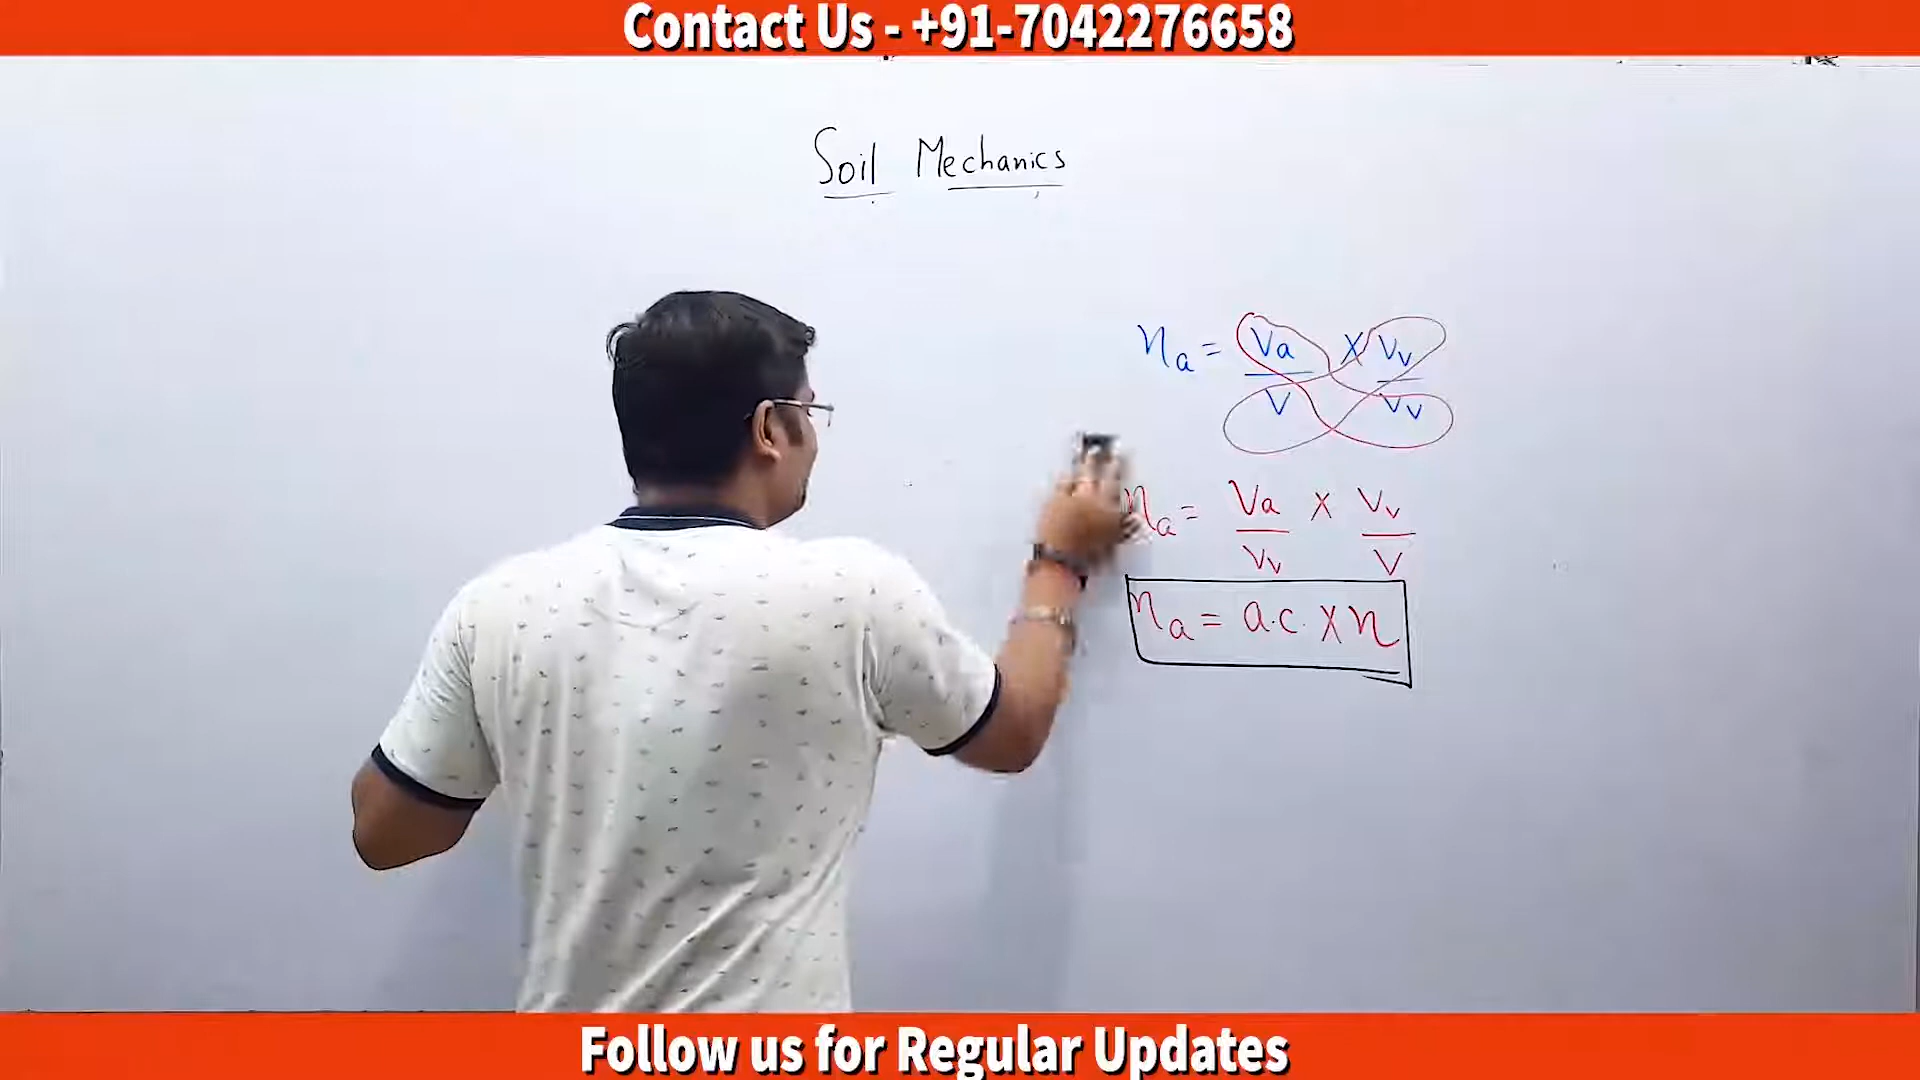 Contact Us - +91-7042276658
Soil Mechanics
ηa = Va/V × Vv/Vv
ηa = Va/Vv × Vv/V
ηa = a.c. × η
Follow us for Regular Updates